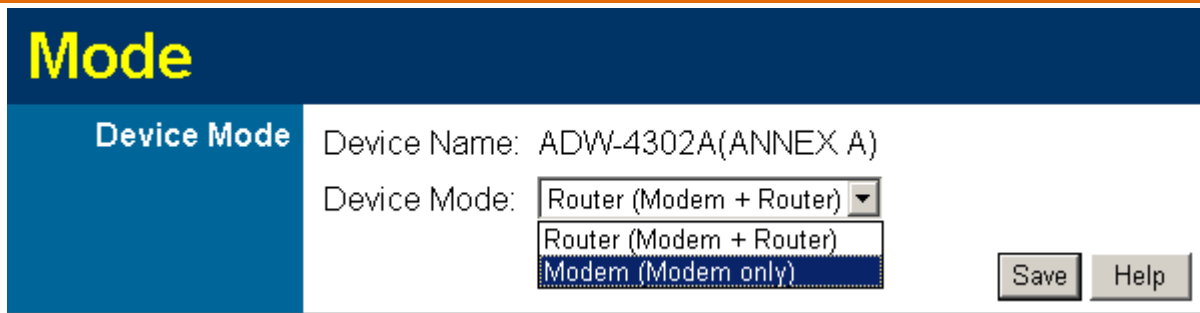 Mode
Device Mode
Device Name: ADW-4302A(ANNEX A)
Device Mode: Router (Modem + Router)
Router (Modem + Router)
Modem (Modem only)
Save Help